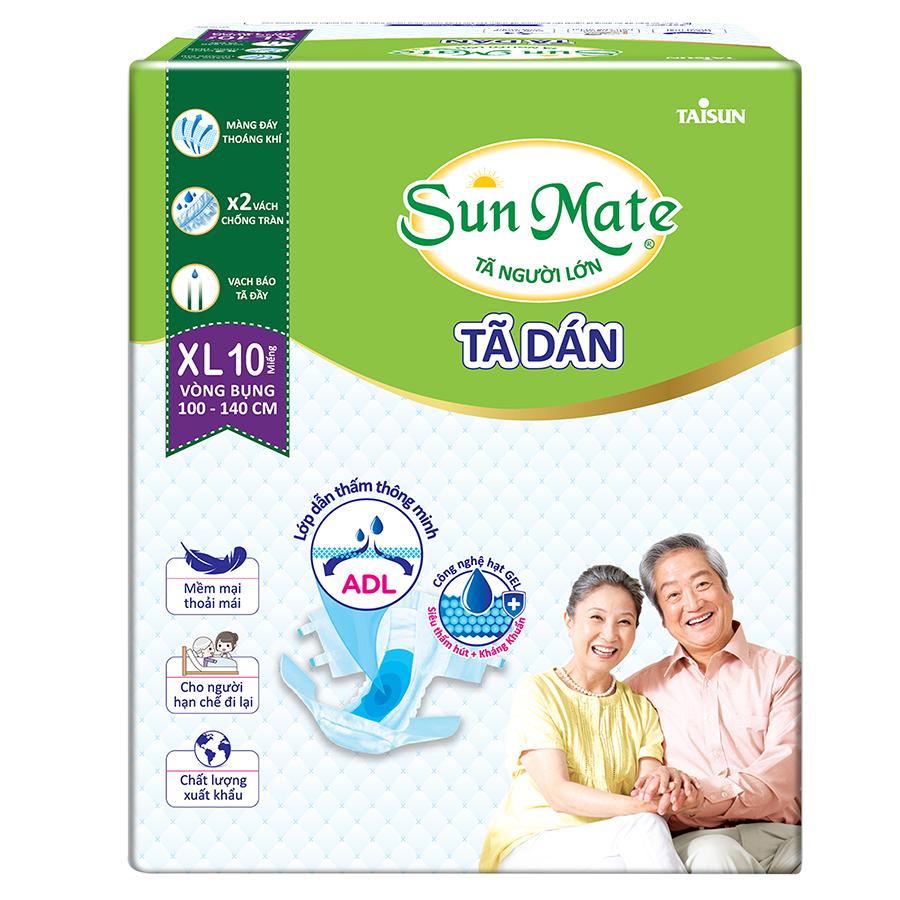 TAISUN
MÀNG ĐÁY
THOÁNG KHÍ
x2 VÁCH
CHỐNG TRÀN
VẠCH BÁO
TÃ ĐẦY
XL 10 Miếng
VÒNG BỤNG
100 - 140 CM
Sun Mate®
TÃ NGƯỜI LỚN
TÃ DÁN
Lớp dẫn thấm thông minh
ADL
Công nghệ hạt GEL
Siêu thấm hút + Kháng Khuẩn
Mềm mại
thoải mái
Cho người
hạn chế đi lại
Chất lượng
xuất khẩu